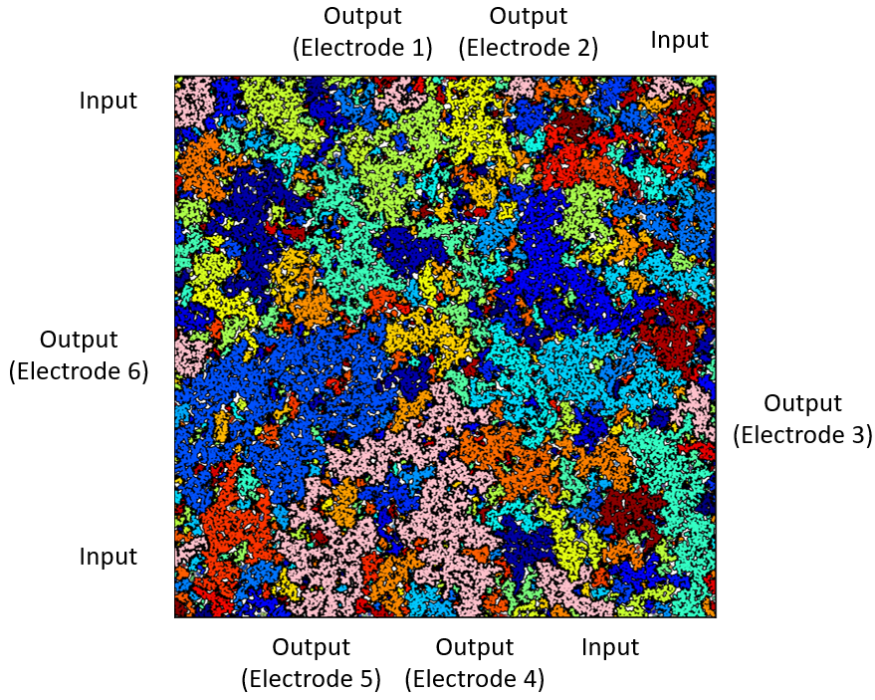 Output
(Electrode 1)
Output
(Electrode 2)
Input
Input
Output
(Electrode 6)
Output
(Electrode 3)
Input
Output
(Electrode 5)
Output
(Electrode 4)
Input